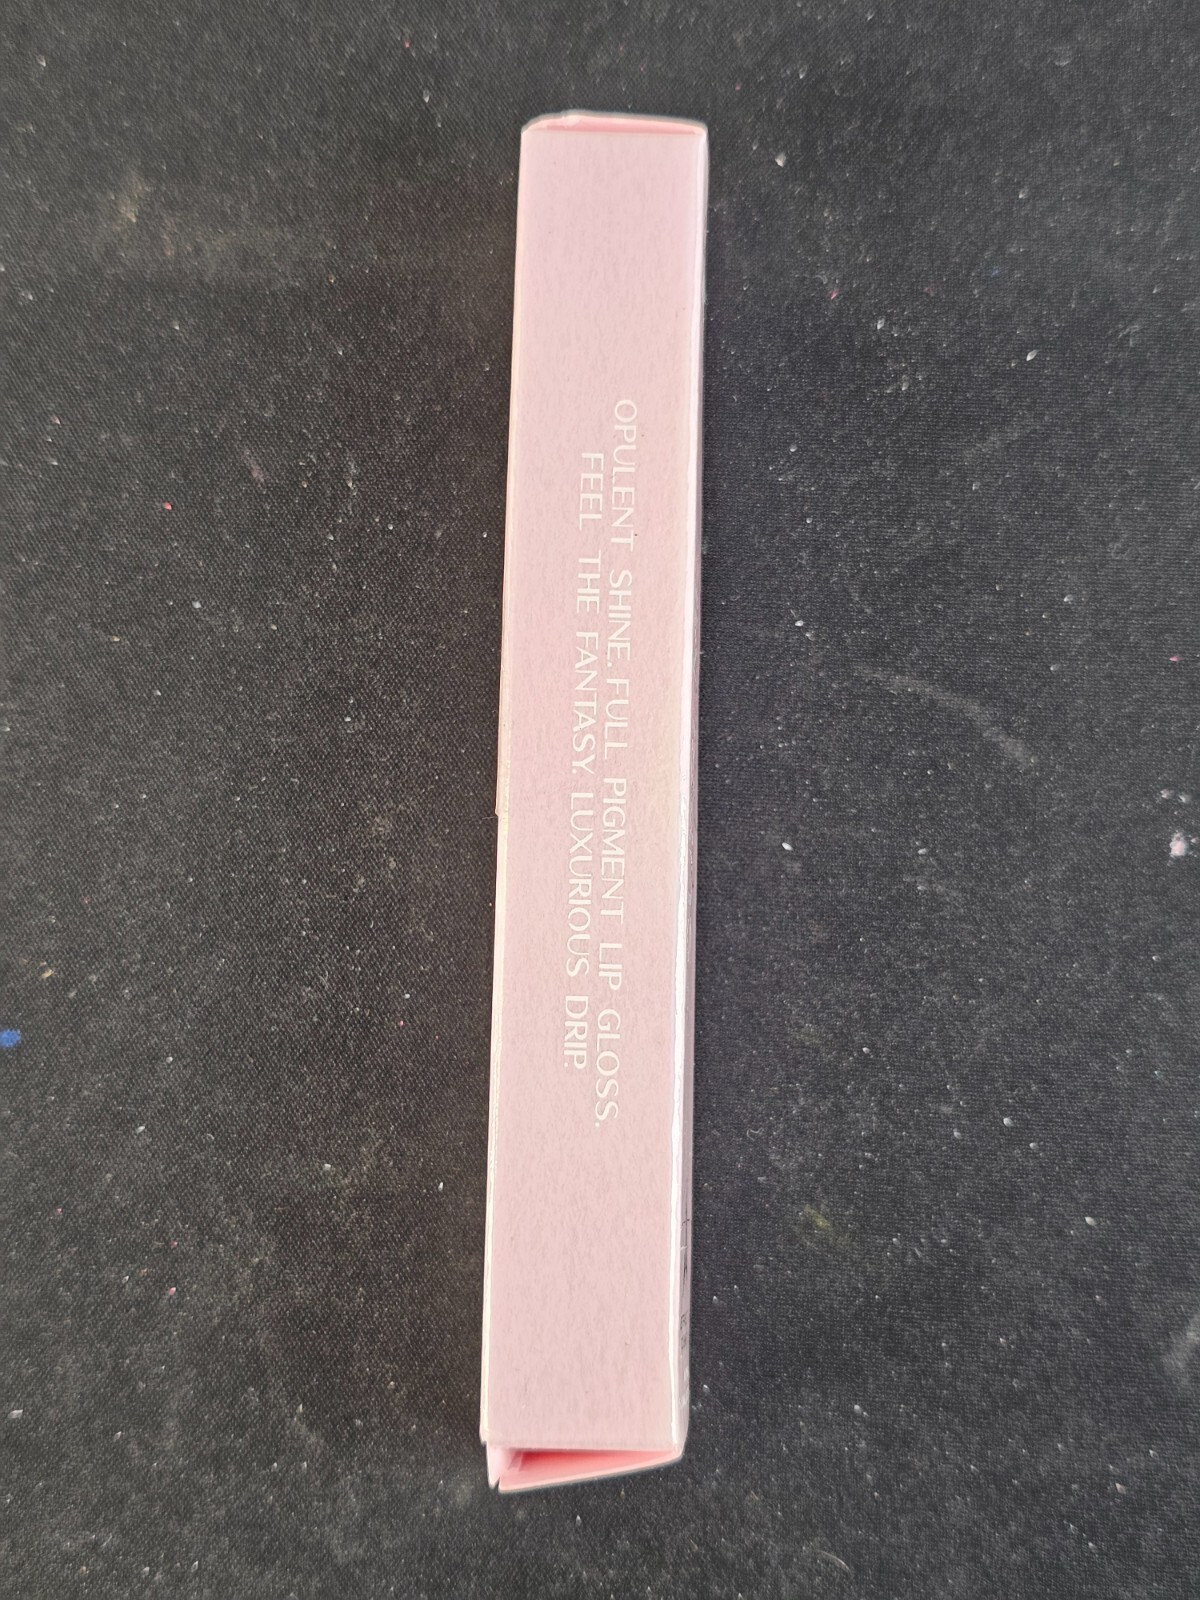 OPULENT SHINE. FULL PIGMENT LIP GLOSS.
FEEL THE FANTASY. LUXURIOUS DRIP.